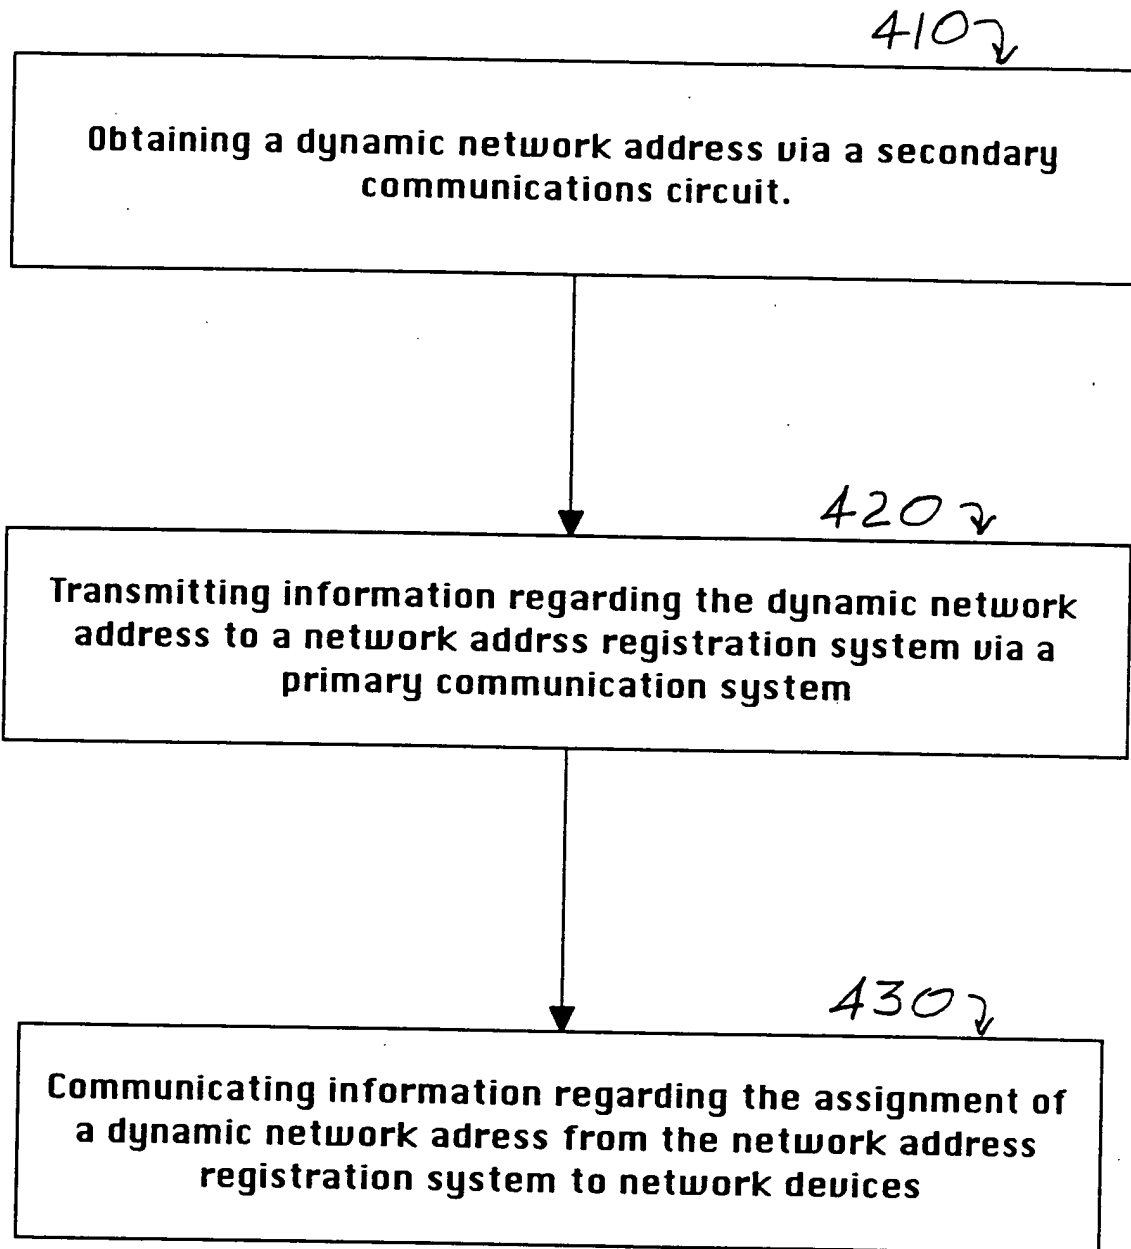 410
Obtaining a dynamic network address via a secondary
communications circuit.
420
Transmitting information regarding the dynamic network
address to a network addrss registration system via a
primary communication system
430
Communicating information regarding the assignment of
a dynamic network adress from the network address
registration system to network devices